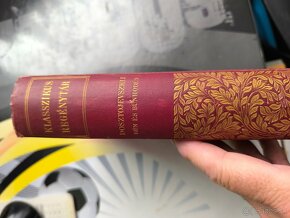 KLASSZIKUS
REGÉNYTÁR
DOSZTOJEVSZKIJ
BŰN ÉS BŰNHŐDÉS